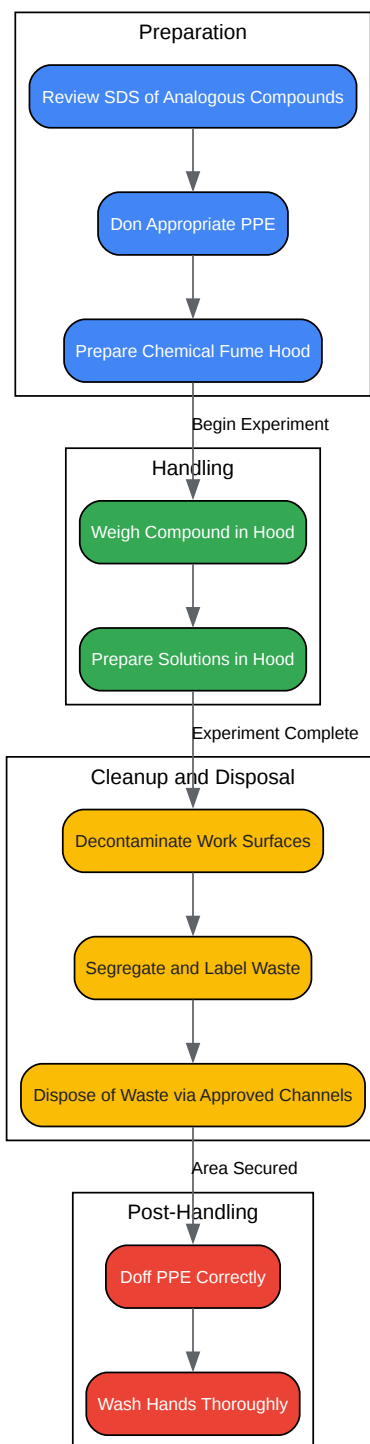 Preparation
Review SDS of Analogous Compounds
Don Appropriate PPE
Prepare Chemical Fume Hood
Begin Experiment
Handling
Weigh Compound in Hood
Prepare Solutions in Hood
Experiment Complete
Cleanup and Disposal
Decontaminate Work Surfaces
Segregate and Label Waste
Dispose of Waste via Approved Channels
Area Secured
Post-Handling
Doff PPE Correctly
Wash Hands Thoroughly